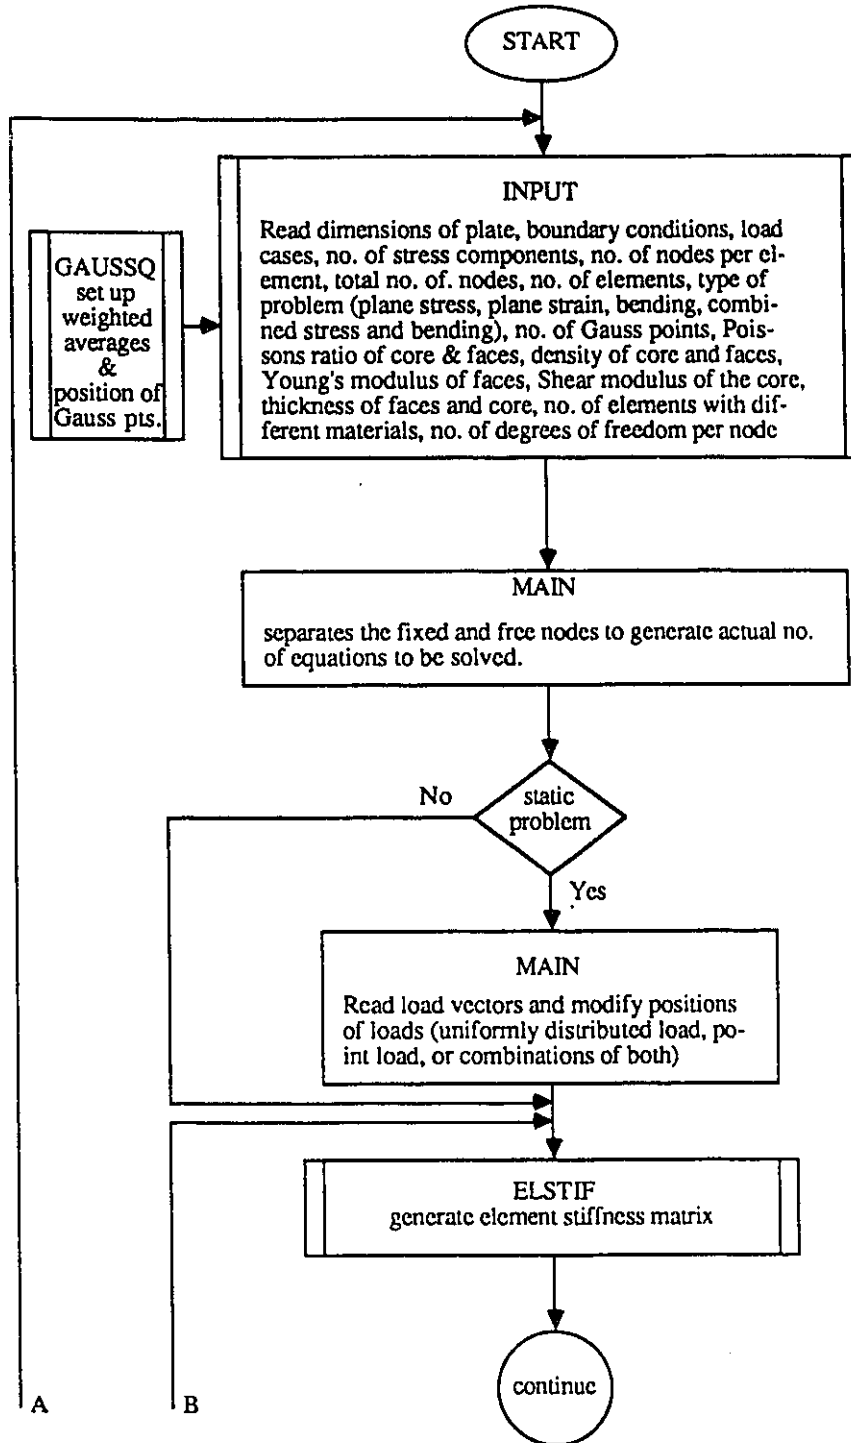 START
INPUT
Read dimensions of plate, boundary conditions, load
cases, no. of stress components, no. of nodes per el-
ement, total no. of. nodes, no. of elements, type of
problem (plane stress, plane strain, bending, combi-
ned stress and bending), no. of Gauss points, Pois-
sons ratio of core & faces, density of core and faces,
Young's modulus of faces, Shear modulus of the core,
thickness of faces and core, no. of elements with dif-
ferent materials, no. of degrees of freedom per node
GAUSSQ
set up
weighted
averages
&
position of
Gauss pts.
MAIN
separates the fixed and free nodes to generate actual no.
of equations to be solved.
No
static
problem
Yes
MAIN
Read load vectors and modify positions
of loads (uniformly distributed load, po-
int load, or combinations of both)
ELSTIF
generate element stiffness matrix
continue
A
B